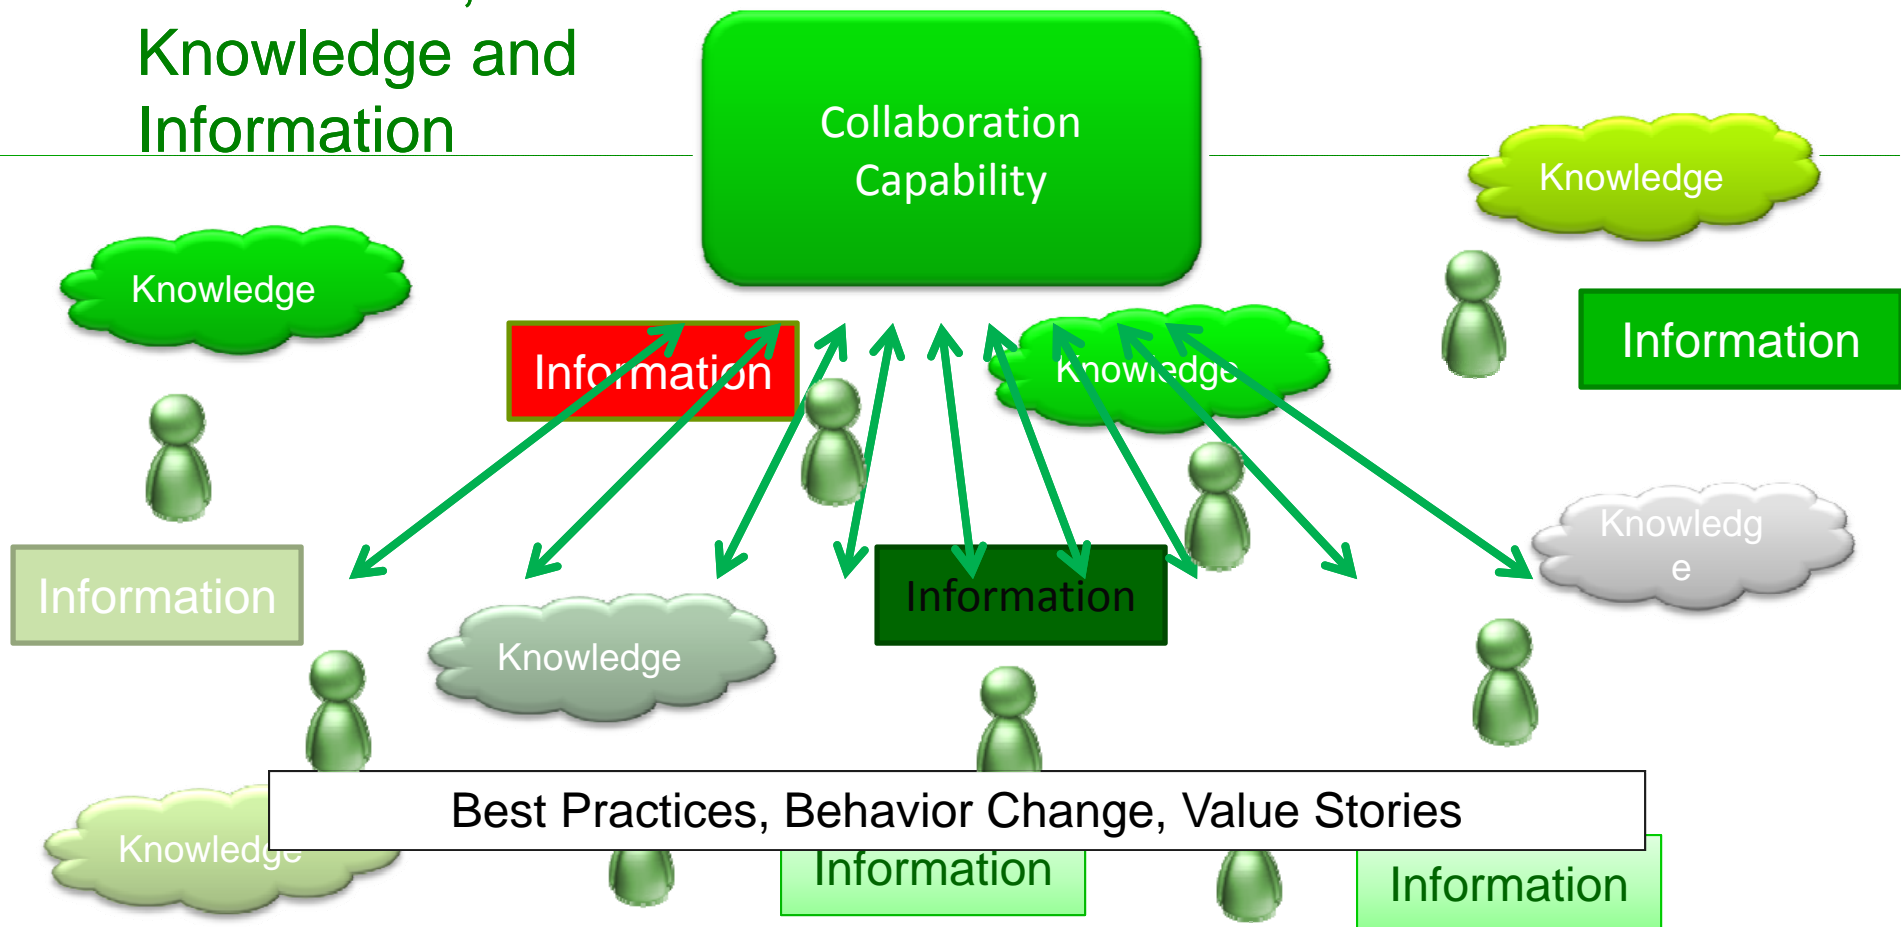 Knowledge and
Information
Collaboration
Capability
Knowledge
Knowledge
Information
Information
Knowledge
Knowledg
e
Information
Information
Knowledge
Best Practices, Behavior Change, Value Stories
Knowledge
Information
Information